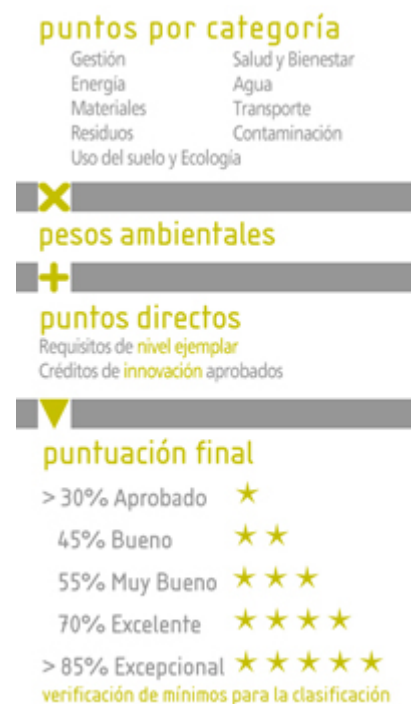 puntos por categoría
Gestión Salud y Bienestar
Energía Agua
Materiales Transporte
Residuos Contaminación
Uso del suelo y Ecología
pesos ambientales
puntos directos
Requisitos de nivel ejemplar
Créditos de innovación aprobados
puntuación final
> 30% Aprobado
45% Bueno
55% Muy Bueno
70% Excelente
> 85% Excepcional
verificación de mínimos para la clasificación